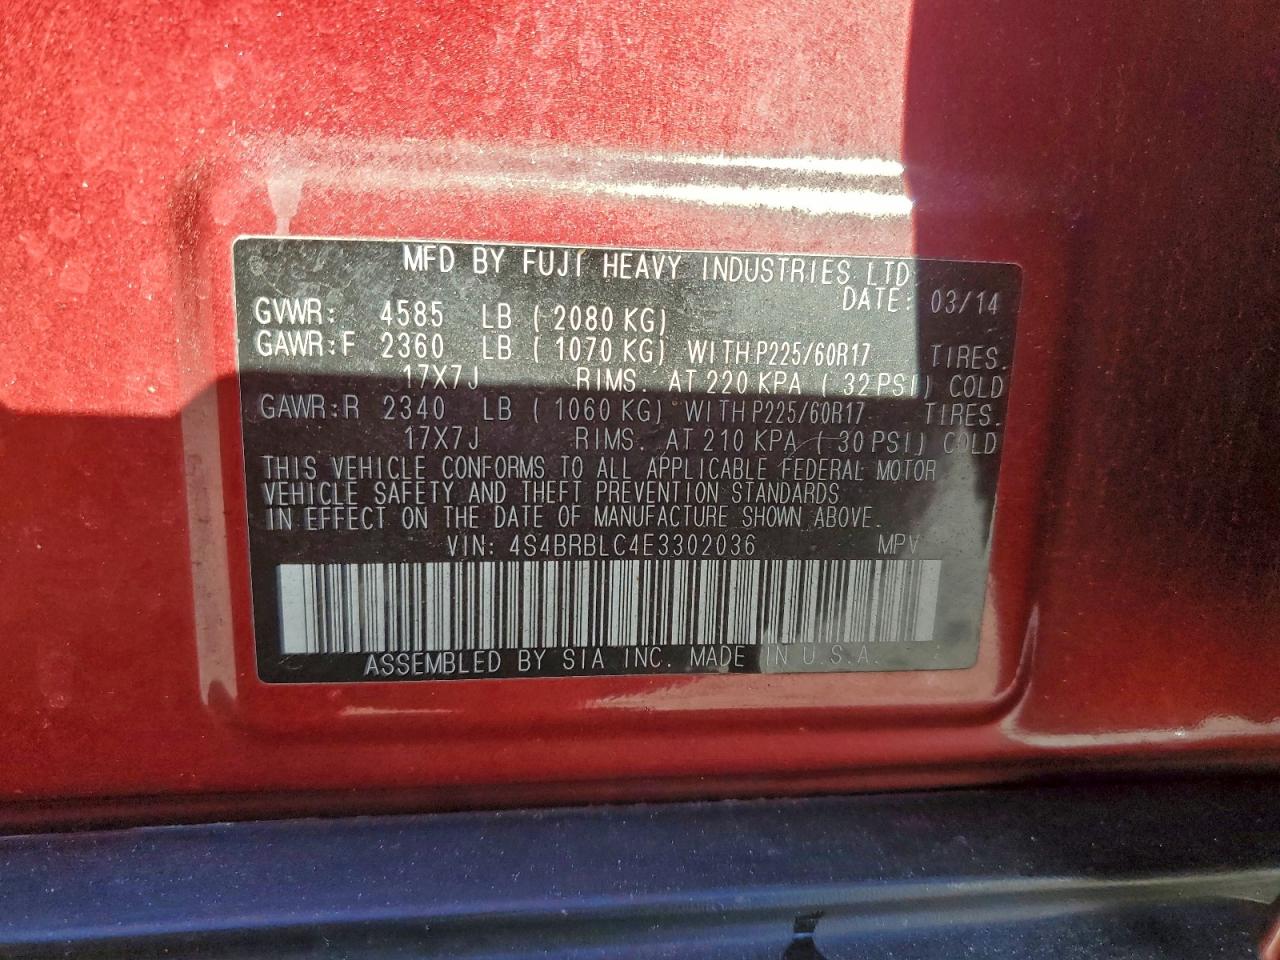 MFD BY FUJI HEAVY INDUSTRIES LTD.
DATE: 03/14
GVWR: 4585 LB ( 2080 KG)
GAWR:F 2360 LB ( 1070 KG) WITH P225/60R17 TIRES.
17X7J RIMS. AT 220 KPA ( 32 PSI) COLD
GAWR:R 2340 LB ( 1060 KG) WITH P225/60R17 TIRES.
17X7J RIMS. AT 210 KPA ( 30 PSI) COLD
THIS VEHICLE CONFORMS TO ALL APPLICABLE FEDERAL MOTOR
VEHICLE SAFETY AND THEFT PREVENTION STANDARDS
IN EFFECT ON THE DATE OF MANUFACTURE SHOWN ABOVE.
VIN: 4S4BRBLC4E3302036 MPV
ASSEMBLED BY SIA INC. MADE IN U.S.A.